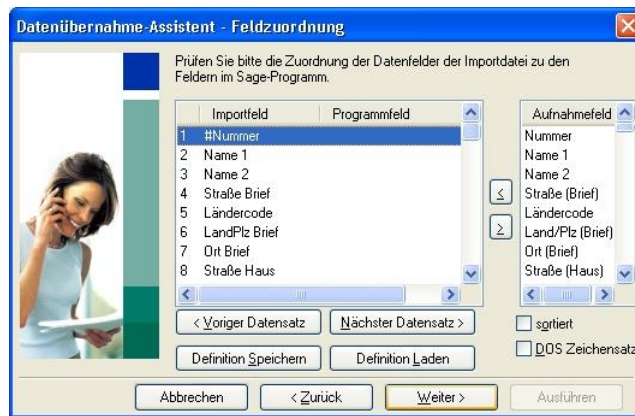 Datenübernahme-Assistent - Feldzuordnung
Prüfen Sie bitte die Zuordnung der Datenfelder der Importdatei zu den
Feldern im Sage-Programm.
Importfeld Programmfeld
1 #Nummer
2 Name 1
3 Name 2
4 Straße Brief
5 Ländercode
6 LandPlz Brief
7 Ort Brief
8 Straße Haus
<
>
Aufnahmefeld
Nummer
Name 1
Name 2
Straße (Brief)
Ländercode
Land/Plz (Brief)
Ort (Brief)
Straße (Haus)
< Voriger Datensatz
Nächster Datensatz >
sortiert
Definition Speichern
Definition Laden
DOS Zeichensatz
Abbrechen
< Zurück
Weiter >
Ausführen